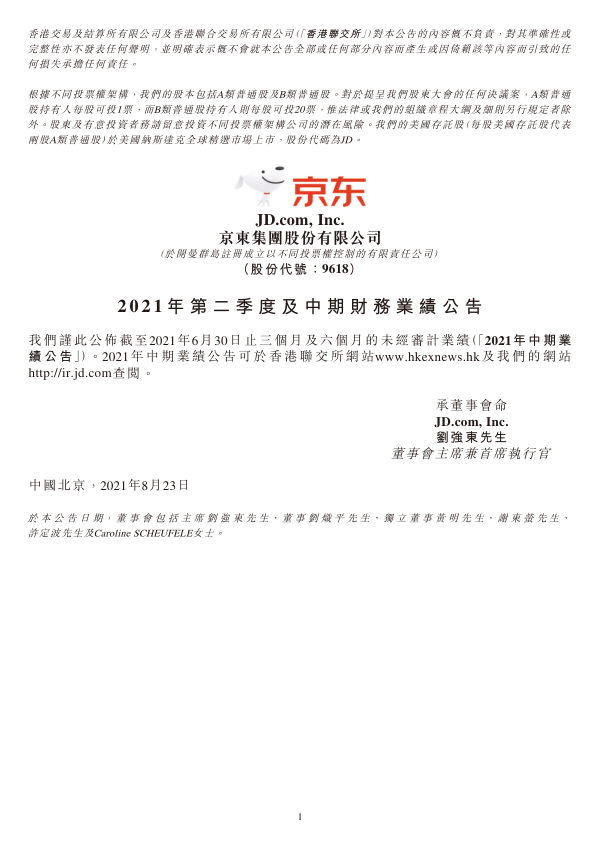 香港交易及結算所有限公司及香港聯合交易所有限公司(「香港聯交所」)對本公告的內容概不負責，對其準確性或
完整性亦不發表任何聲明，並明確表示概不會就本公告全部或任何部分內容而產生或因倚賴該等內容而引致的任
何損失承擔任何責任。
根據不同投票權架構，我們的股本包括A類普通股及B類普通股。對於提呈我們股東大會的任何決議案，A類普通
股持有人每股可投1票，而B類普通股持有人則每股可投20票，惟法律或我們的組織章程大綱及細則另行規定者除
外。股東及有意投資者務請留意投資不同投票權架構公司的潛在風險。我們的美國存託股(每股美國存託股代表
兩股A類普通股)於美國納斯達克全球精選市場上市，股份代碼為JD。
京东
JD.com, Inc.
京東集團股份有限公司
(於開曼群島註冊成立以不同投票權控制的有限責任公司)
(股份代號：9618)
2021年第二季度及中期財務業績公告
我們謹此公佈截至2021年6月30日止三個月及六個月的未經審計業績(「2021年中期業
績公告」)。2021年中期業績公告可於香港聯交所網站www.hkexnews.hk及我們的網站
http://ir.jd.com查閱。
承董事會命
JD.com, Inc.
劉強東先生
董事會主席兼首席執行官
中國北京，2021年8月23日
於本公告日期，董事會包括主席劉強東先生、董事劉熾平先生、獨立董事黃明先生、謝東螢先生、
許定波先生及Caroline SCHEUFELE女士。
1